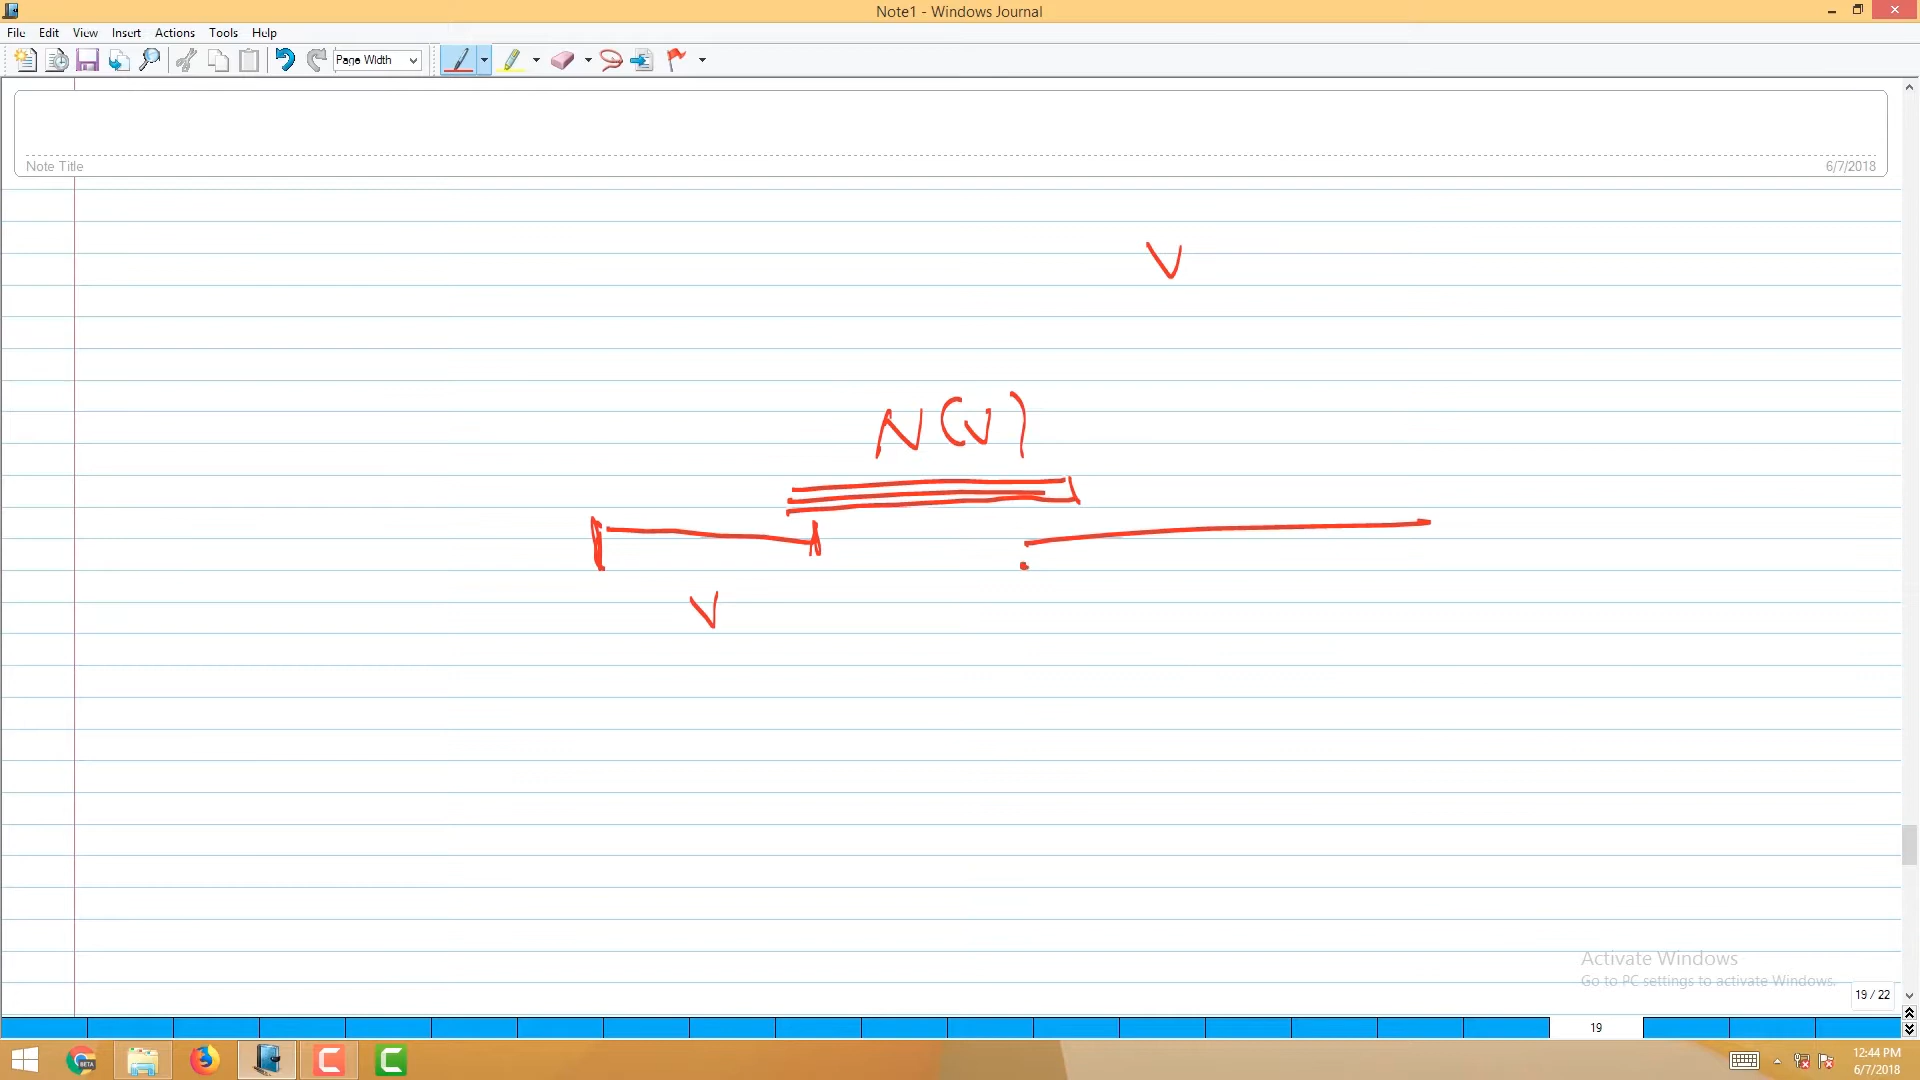 Note1 - Windows Journal
File Edit View Insert Actions Tools Help
Page Width
Note Title 6/7/2018
V
N(V)
V
Activate Windows
Go to PC settings to activate Windows.
19 / 22
19
BETA
12:44 PM
6/7/2018